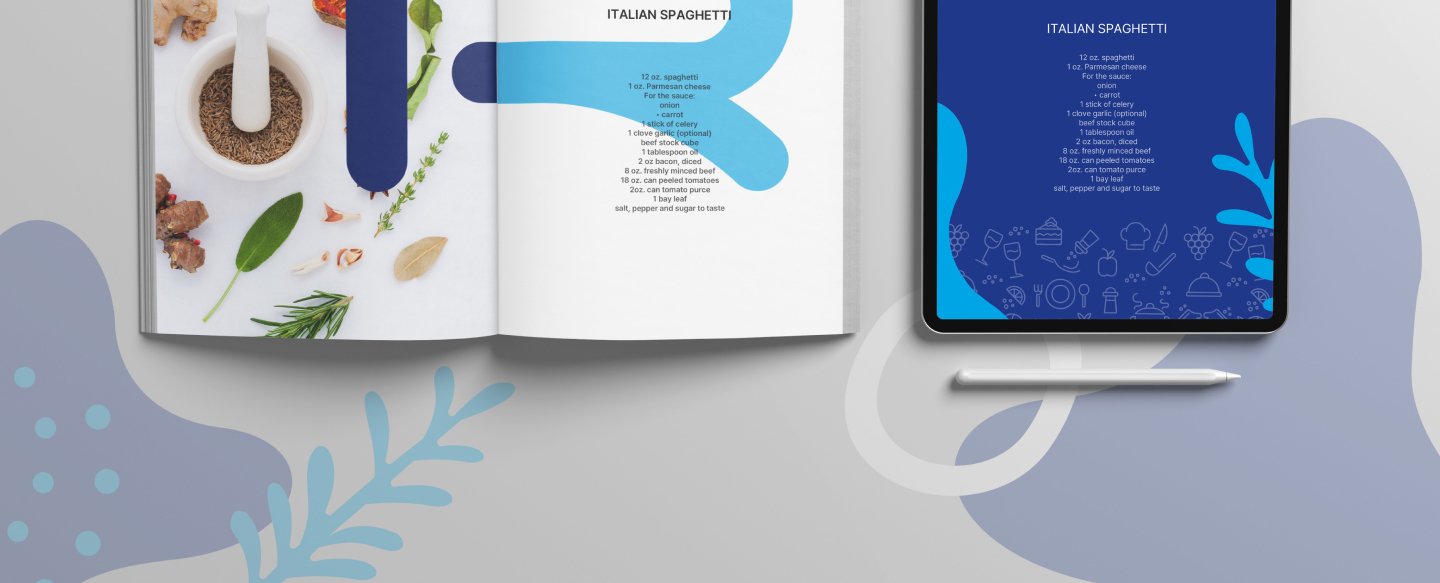 ITALIAN SPAGHETTI
12 oz. spaghetti
1 oz. Parmesan cheese
For the sauce:
onion
• carrot
1 stick of celery
1 clove garlic (optional)
beef stock cube
1 tablespoon oil
2 oz bacon, diced
8 oz. freshly minced beef
18 oz. can peeled tomatoes
2oz. can tomato purce
1 bay leaf
salt, pepper and sugar to taste
ITALIAN SPAGHETTI
12 oz. spaghetti
1 oz. Parmesan cheese
For the sauce:
onion
• carrot
1 stick of celery
1 clove garlic (optional)
beef stock cube
1 tablespoon oil
2 oz bacon, diced
8 oz. freshly minced beef
18 oz. can peeled tomatoes
2oz. can tomato purce
1 bay leaf
salt, pepper and sugar to taste